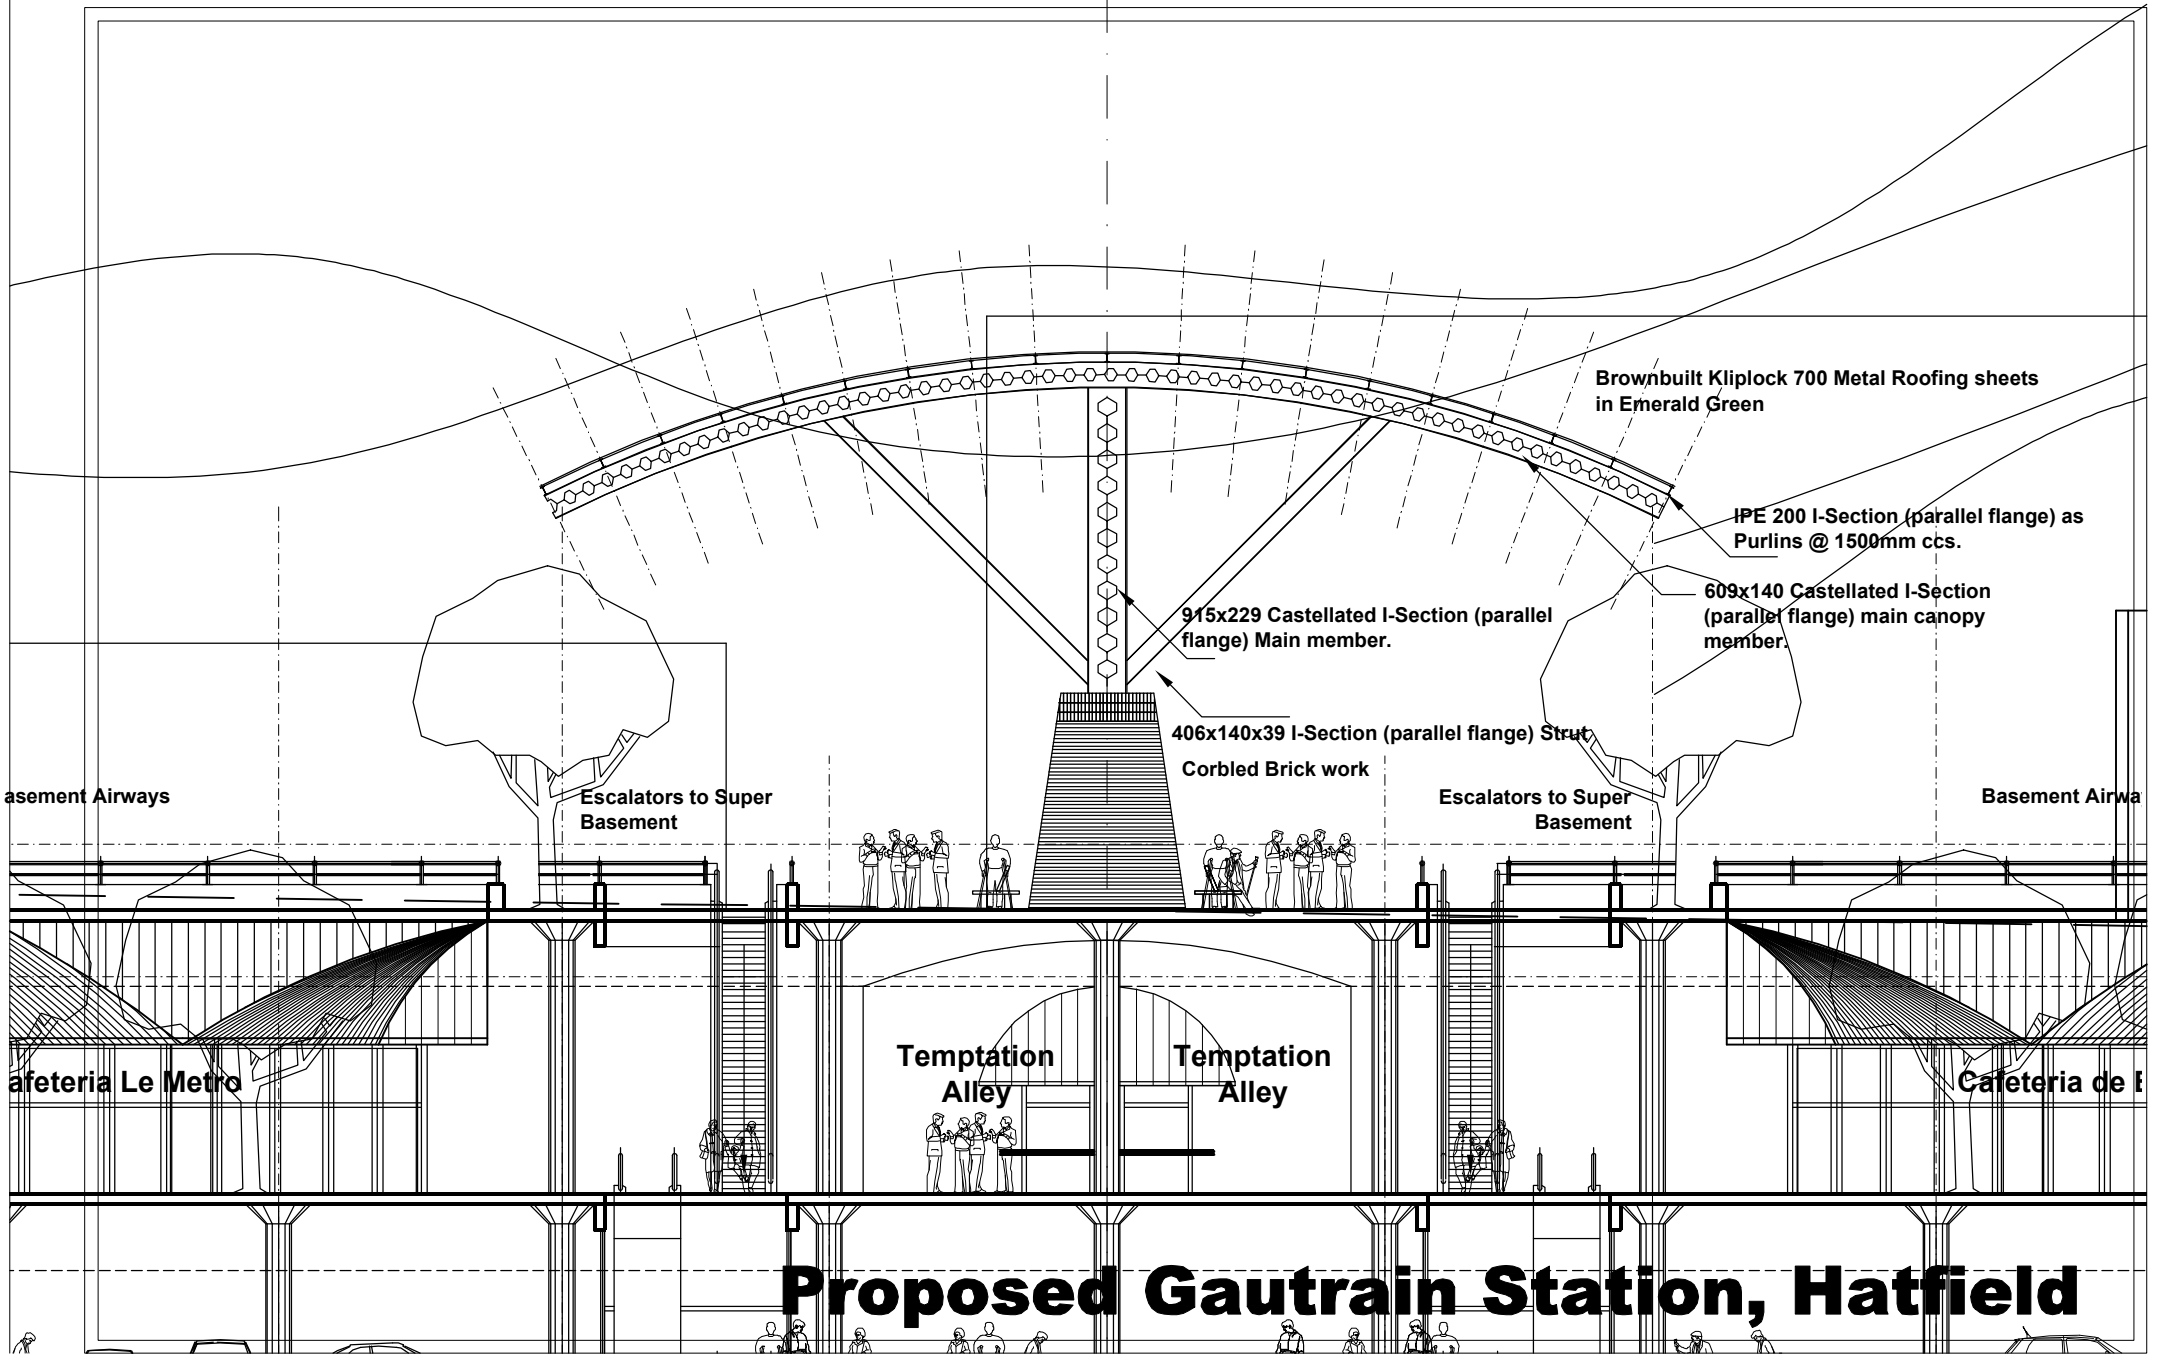 Brownbuilt Kliplock 700 Metal Roofing sheets
in Emerald Green
IPE 200 I-Section (parallel flange) as
Purlins @ 1500mm ccs.
609x140 Castellated I-Section
(parallel flange) main canopy
member.
915x229 Castellated I-Section (parallel
flange) Main member.
406x140x39 I-Section (parallel flange) Strut
Corbled Brick work
asement Airways
Escalators to Super
Basement
Escalators to Super
Basement
Basement Airwa
Temptation
Alley
Temptation
Alley
afeteria Le Metro
Cafeteria de
Proposed Gautrain Station, Hatfield